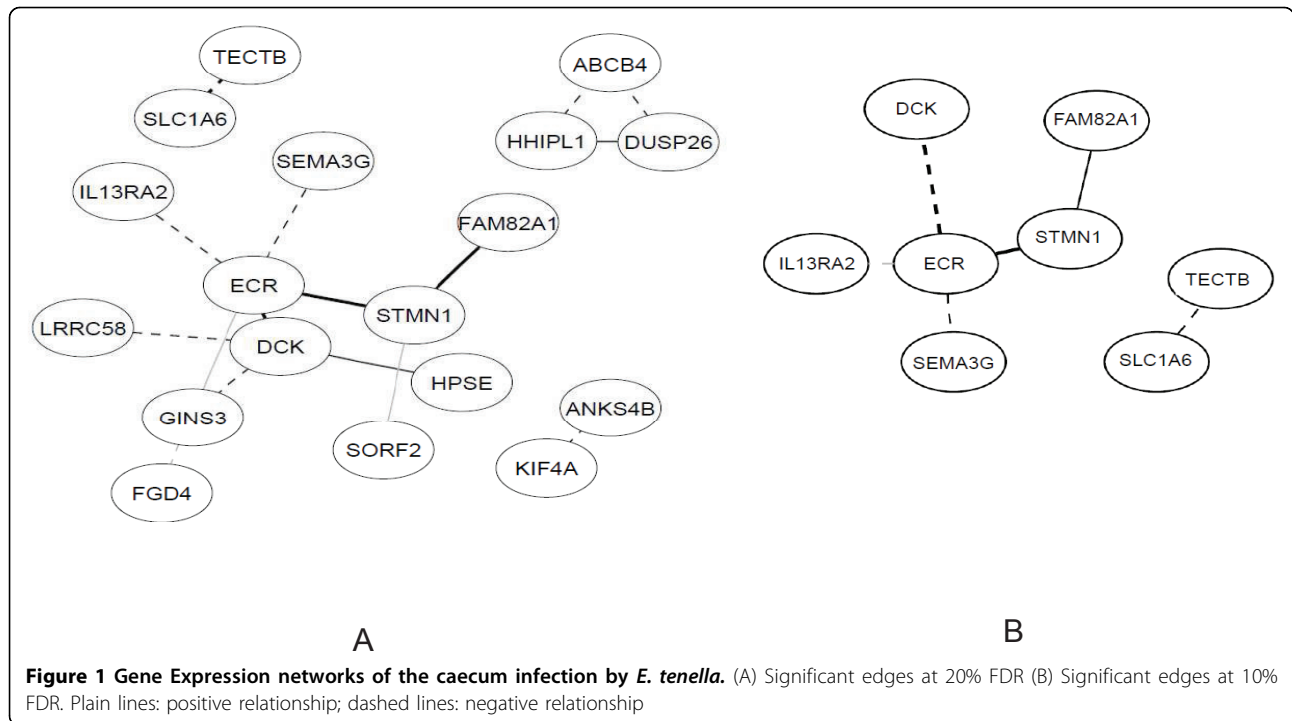 TECTB
SLC1A6
ABCB4
HHIPL1
DUSP26
SEMA3G
IL13RA2
FAM82A1
ECR
STMN1
LRRC58
DCK
HPSE
GINS3
ANKS4B
SORF2
KIF4A
FGD4
A
DCK
FAM82A1
STMN1
IL13RA2
ECR
TECTB
SEMA3G
SLC1A6
B
Figure 1 Gene Expression networks of the caecum infection by E. tenella. (A) Significant edges at 20% FDR (B) Significant edges at 10%
FDR. Plain lines: positive relationship; dashed lines: negative relationship